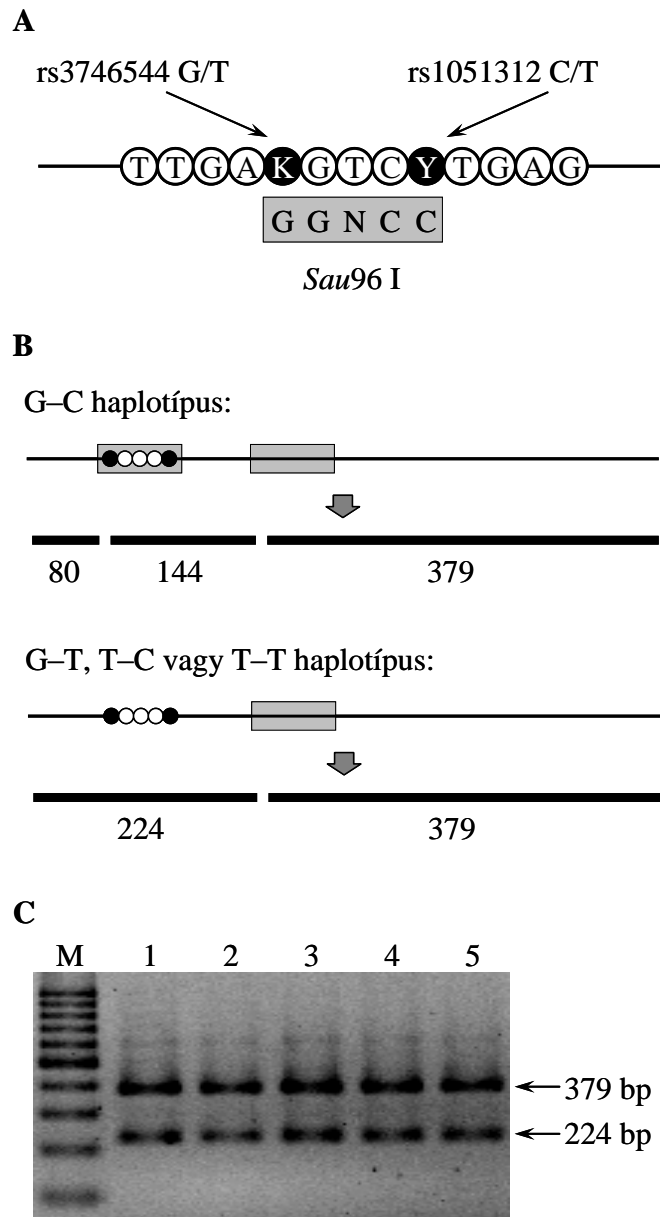 A
rs3746544 G/T
rs1051312 C/T
T T G A K G T C Y T G A G
G G N C C
Sau96 I
B
G–C haplotípus:
80 144 379
G–T, T–C vagy T–T haplotípus:
224 379
C
M 1 2 3 4 5
379 bp
224 bp